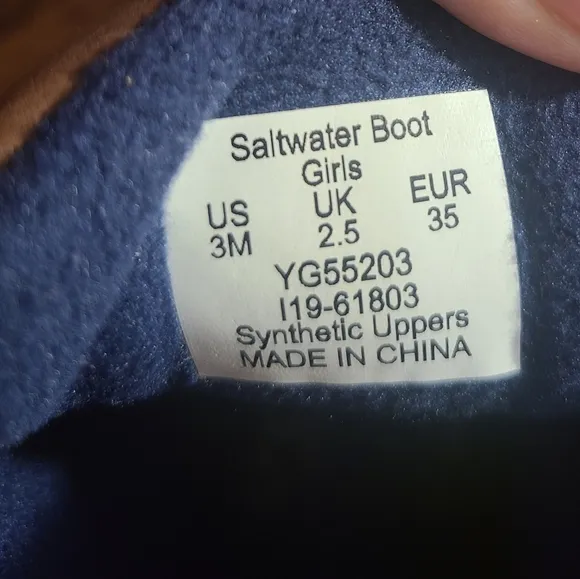 Saltwater Boot
Girls
US UK EUR
3M 2.5 35
YG55203
I19-61803
Synthetic Uppers
MADE IN CHINA